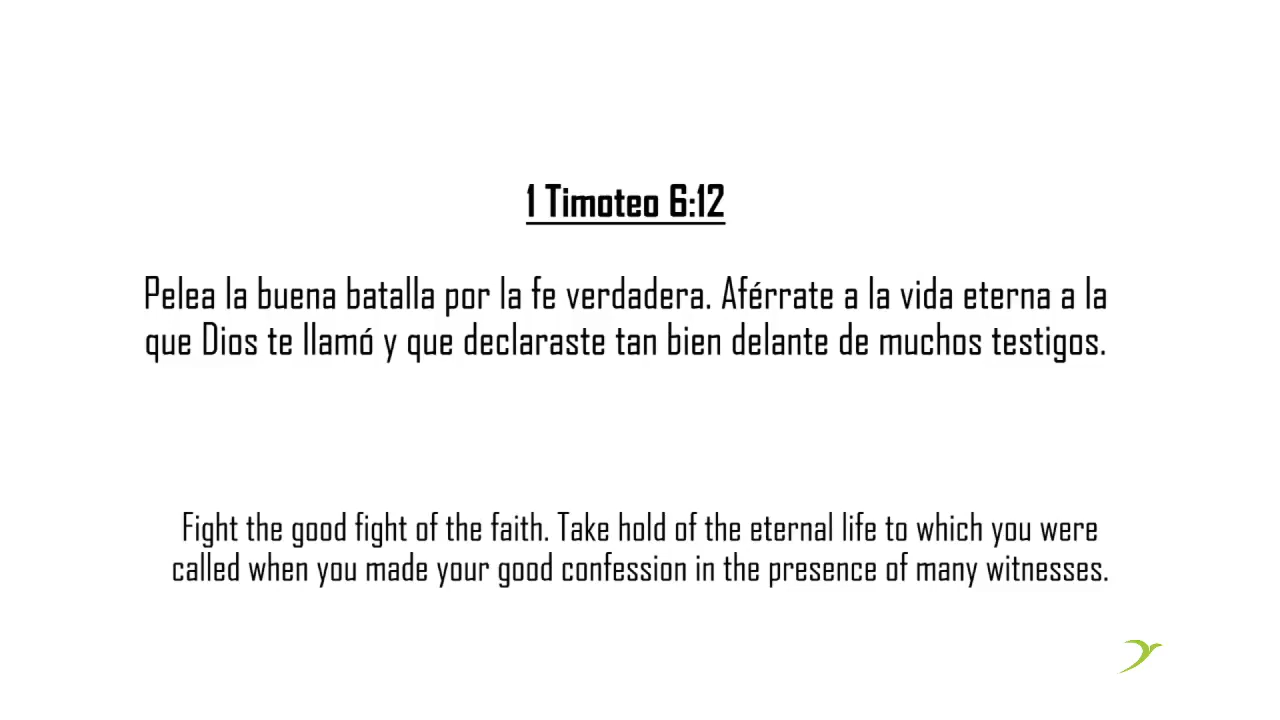 1 Timoteo 6:12
Pelea la buena batalla por la fe verdadera. Aférrate a la vida eterna a la
que Dios te llamó y que declaraste tan bien delante de muchos testigos.
Fight the good fight of the faith. Take hold of the eternal life to which you were
called when you made your good confession in the presence of many witnesses.